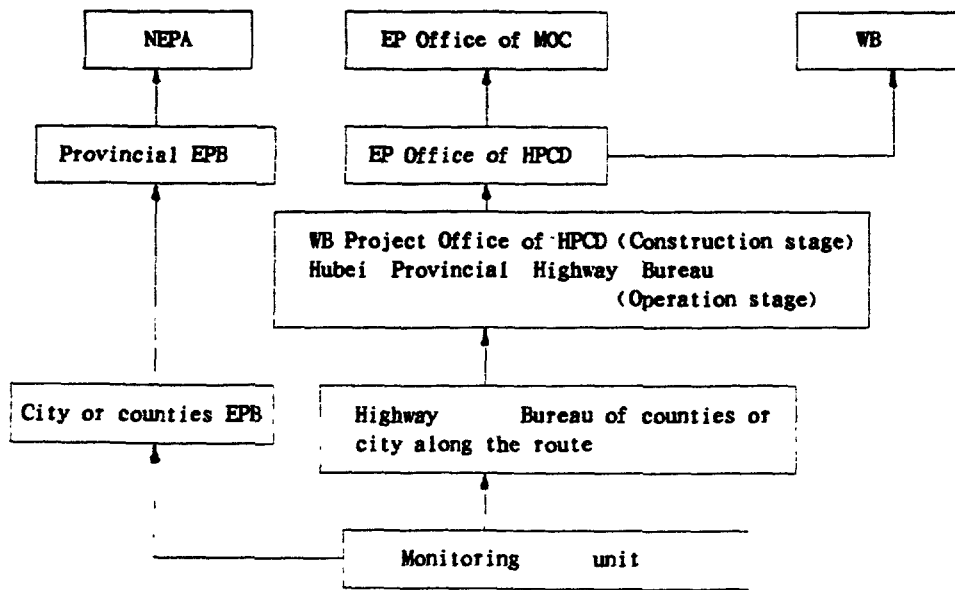 NEPA
EP Office of MOC
WB
Provincial EPB
EP Office of HPCD
WB Project Office of HPCD (Construction stage)
Hubei Provincial Highway Bureau
(Operation stage)
City or counties EPB
Highway Bureau of counties or
city along the route
Monitoring unit